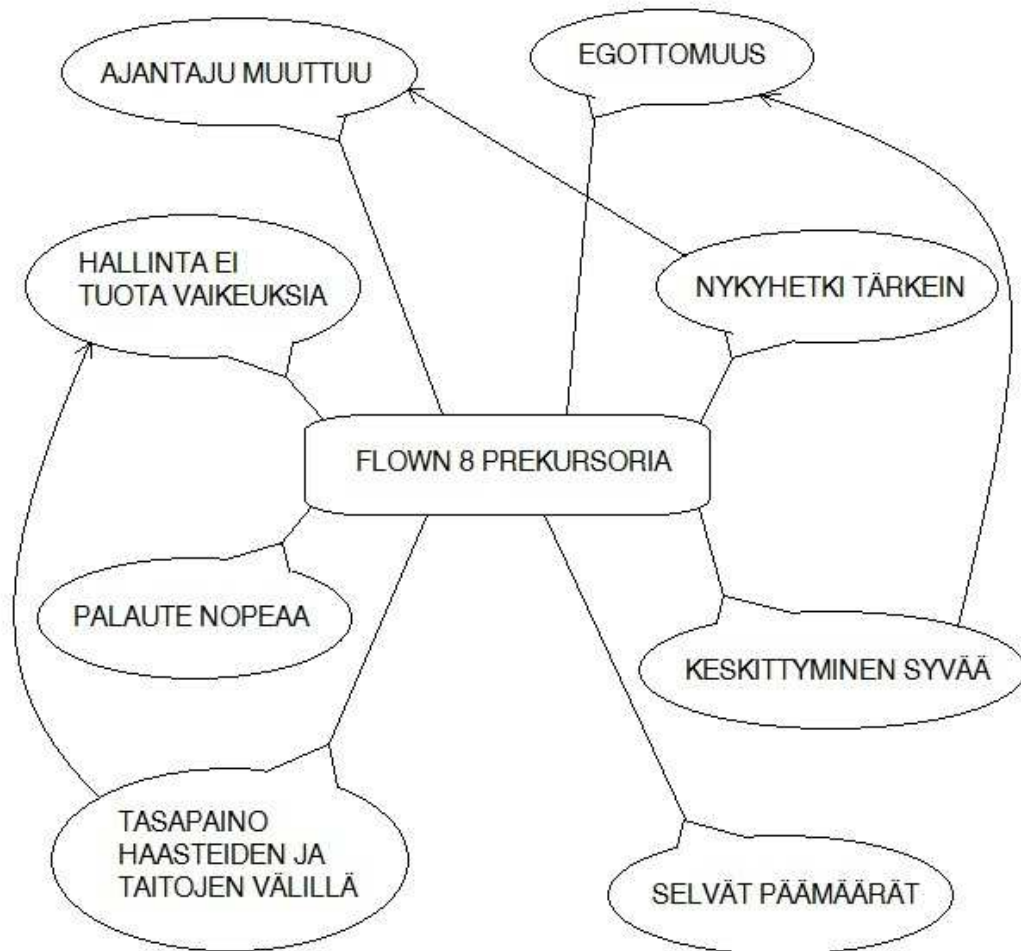 AJANTAJU MUUTTUU
EGOTTOMUUS
HALLINTA EI
TUOTA VAIKEUKSIA
NYKYHETKI TÄRKEIN
FLOWN 8 PREKURSORIA
PALAUTE NOPEAA
KESKITTYMINEN SYVÄÄ
TASAPAINO
HAASTEIDEN JA
TAITOJEN VÄLILLÄ
SELVÄT PÄÄMÄÄRÄT